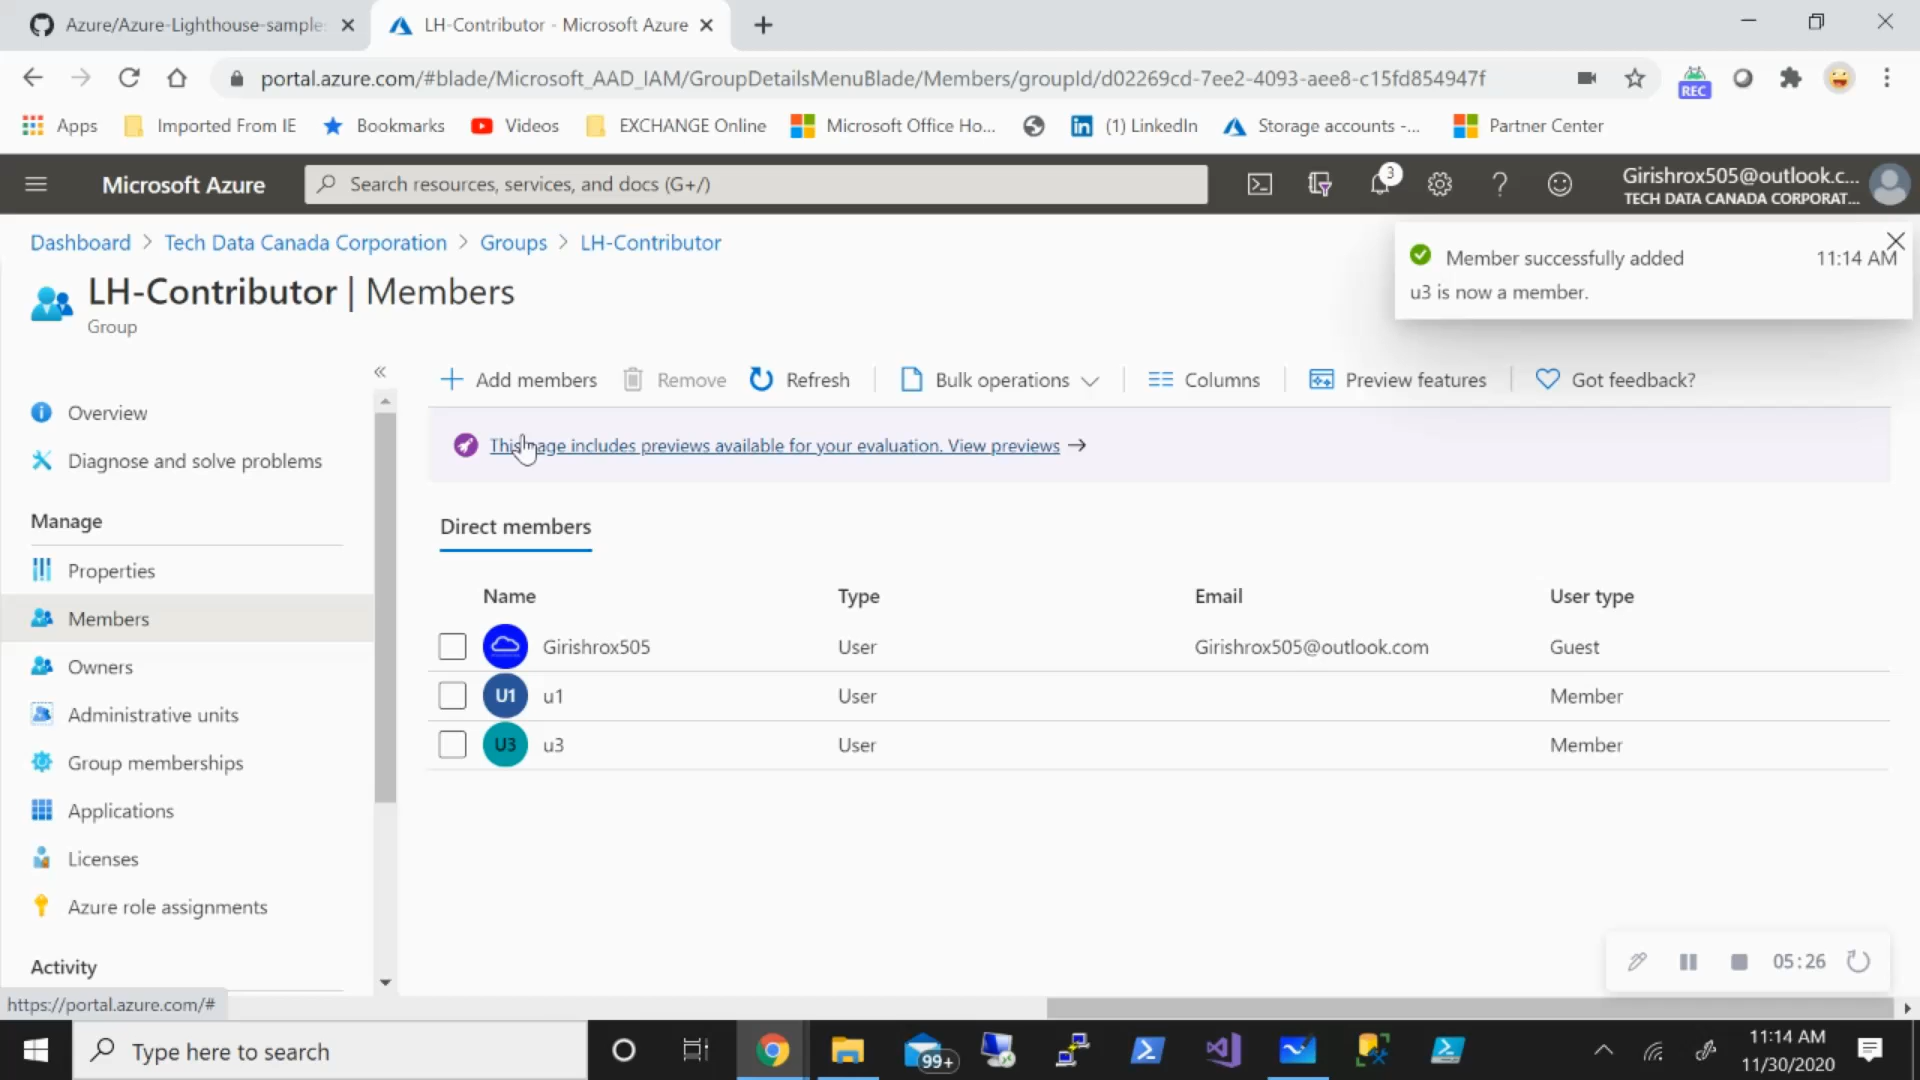 Azure/Azure-Lighthouse-sample
LH-Contributor - Microsoft Azure
portal.azure.com/#blade/Microsoft_AAD_IAM/GroupDetailsMenuBlade/Members/groupId/d02269cd-7ee2-4093-aee8-c15fd854947f
REC
Apps
Imported From IE
Bookmarks
Videos
EXCHANGE Online
Microsoft Office Ho...
(1) LinkedIn
Storage accounts -...
Partner Center
Microsoft Azure
Search resources, services, and docs (G+/)
3
Girishrox505@outlook.c...
TECH DATA CANADA CORPORAT...
Dashboard > Tech Data Canada Corporation > Groups > LH-Contributor
Member successfully added
11:14 AM
u3 is now a member.
LH-Contributor | Members
Group
Add members
Remove
Refresh
Bulk operations
Columns
Preview features
Got feedback?
Overview
Diagnose and solve problems
Manage
Properties
Members
Owners
Administrative units
Group memberships
Applications
Licenses
Azure role assignments
Activity
This page includes previews available for your evaluation. View previews →
Direct members
Name Type Email User type
Girishrox505 User Girishrox505@outlook.com Guest
U1 u1 User Member
U3 u3 User Member
05:26
https://portal.azure.com/#
Type here to search
99+
11:14 AM
11/30/2020